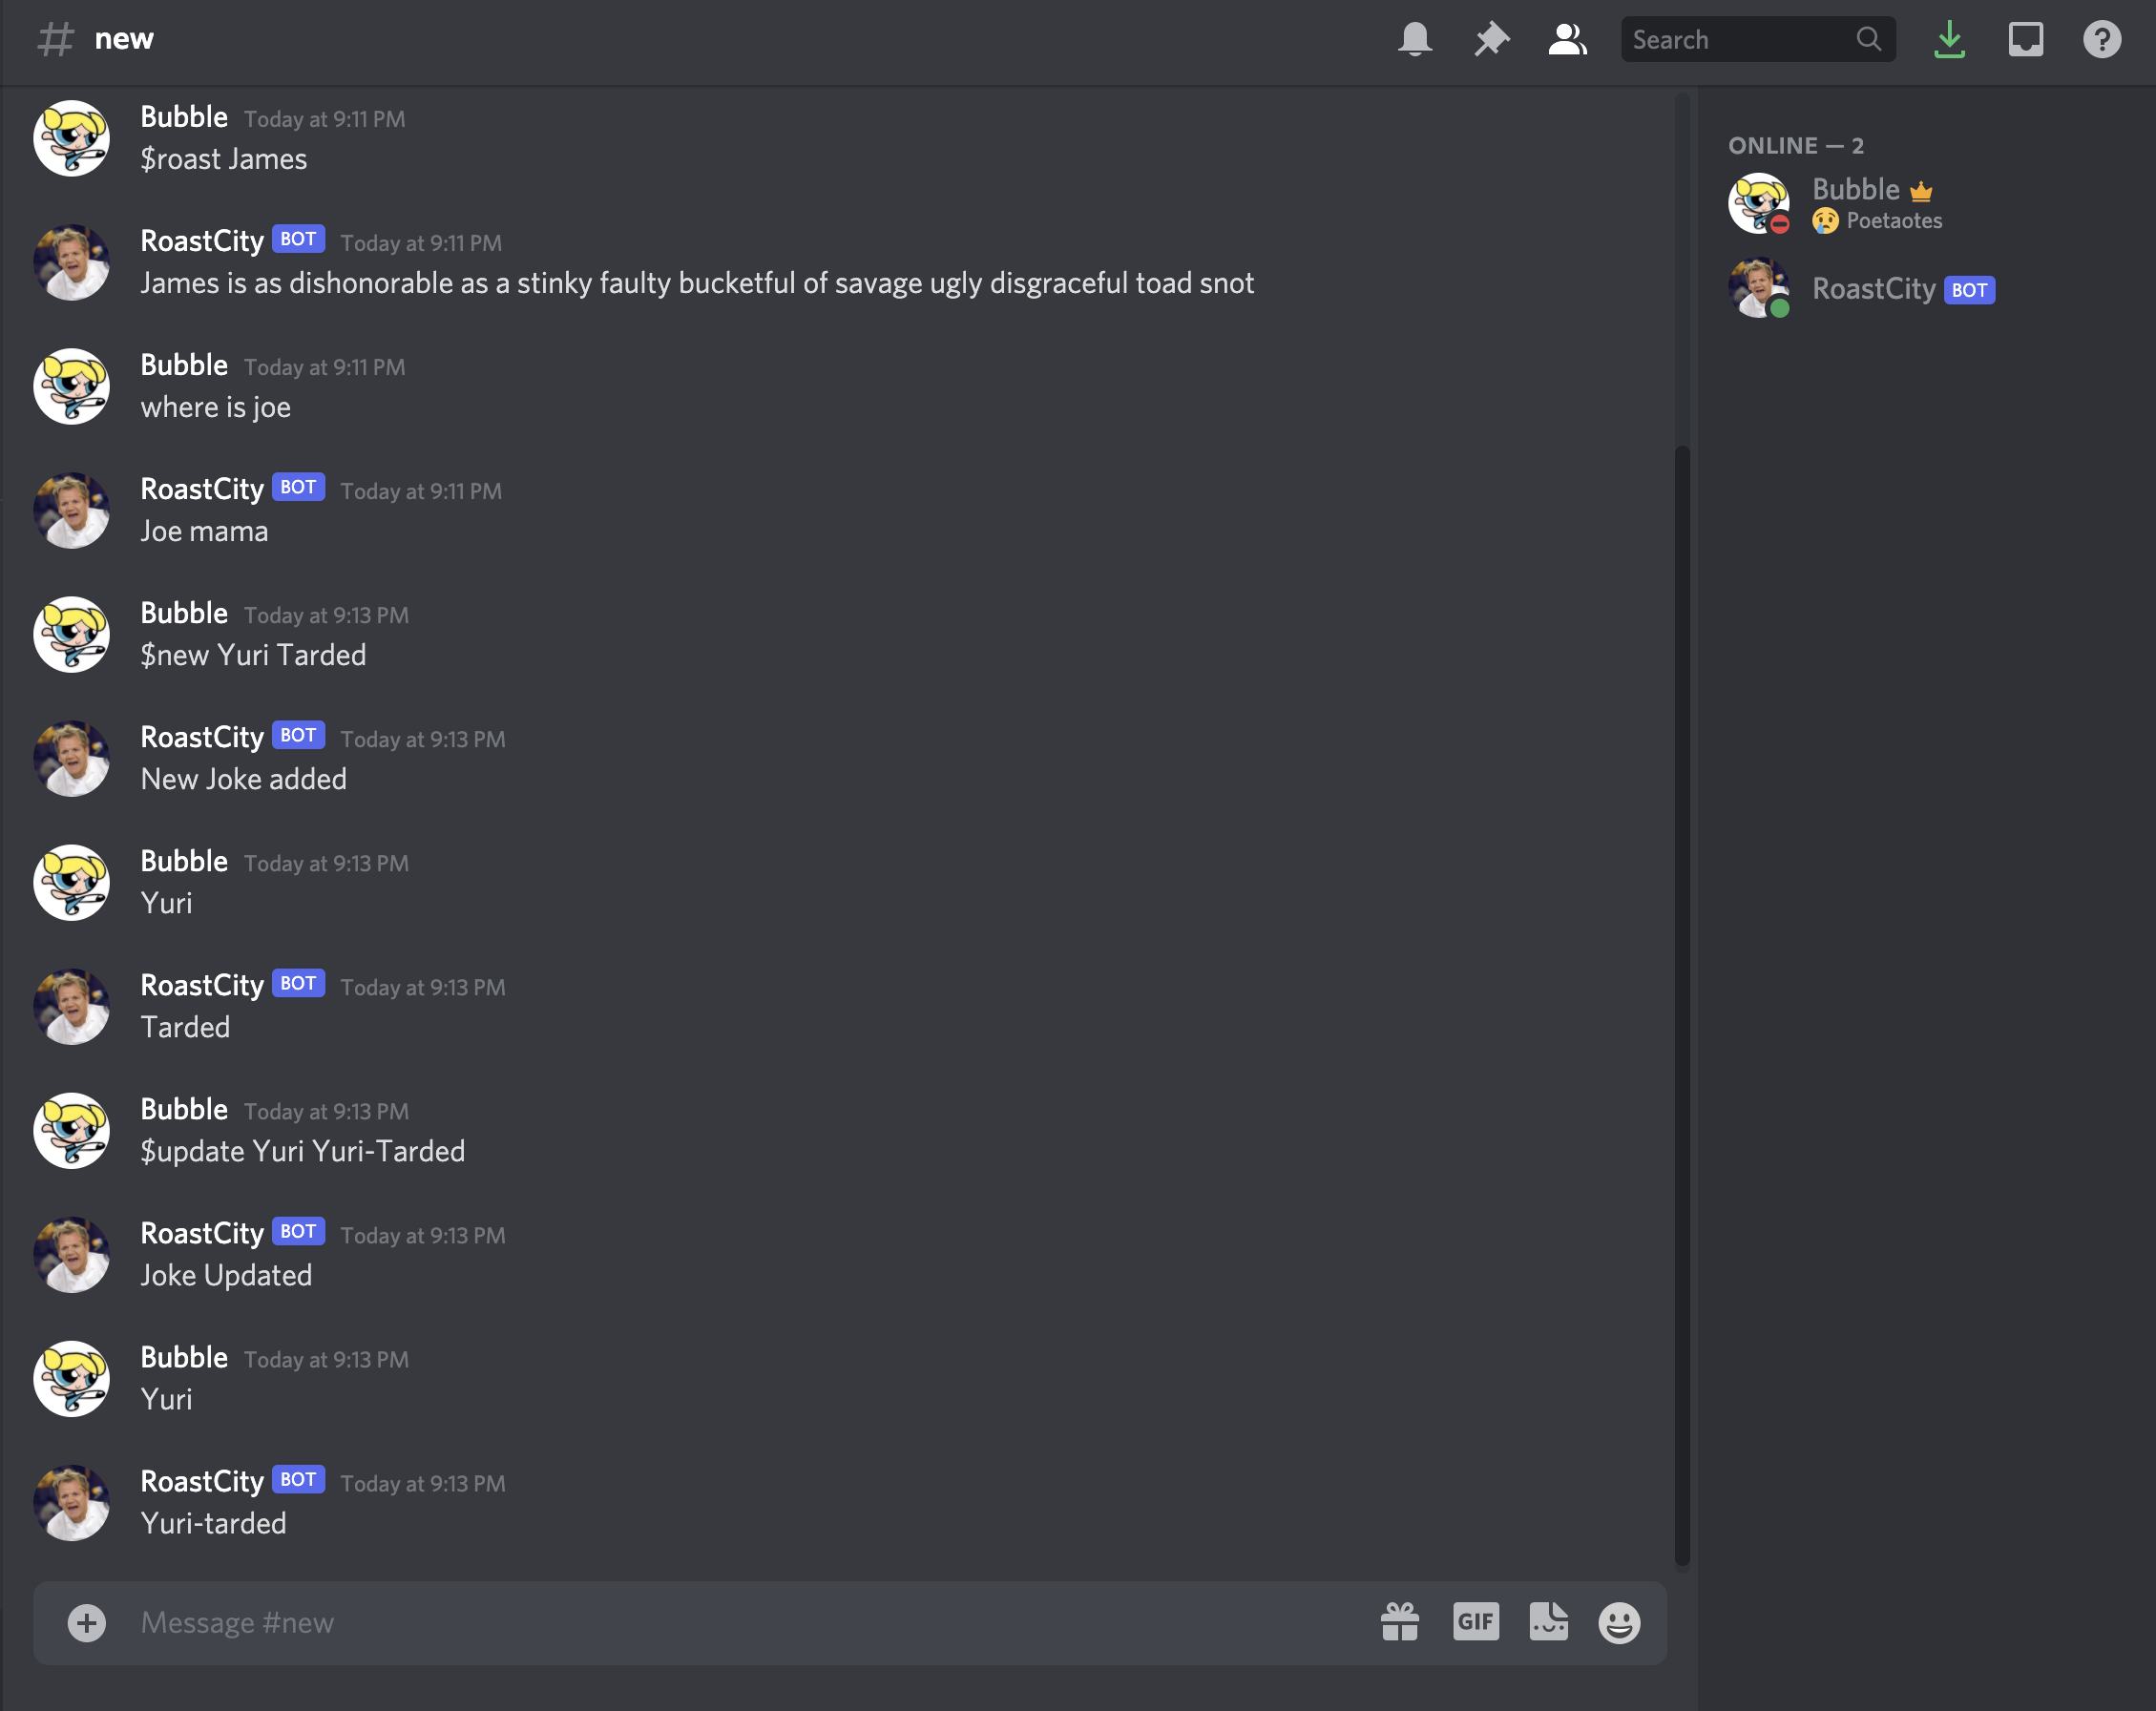 # new
Search
Bubble Today at 9:11 PM
$roast James
RoastCity BOT Today at 9:11 PM
James is as dishonorable as a stinky faulty bucketful of savage ugly disgraceful toad snot
Bubble Today at 9:11 PM
where is joe
RoastCity BOT Today at 9:11 PM
Joe mama
Bubble Today at 9:13 PM
$new Yuri Tarded
RoastCity BOT Today at 9:13 PM
New Joke added
Bubble Today at 9:13 PM
Yuri
RoastCity BOT Today at 9:13 PM
Tarded
Bubble Today at 9:13 PM
$update Yuri Yuri-Tarded
RoastCity BOT Today at 9:13 PM
Joke Updated
Bubble Today at 9:13 PM
Yuri
RoastCity BOT Today at 9:13 PM
Yuri-tarded
Message #new
GIF
ONLINE — 2
Bubble
😢 Poetaotes
RoastCity BOT